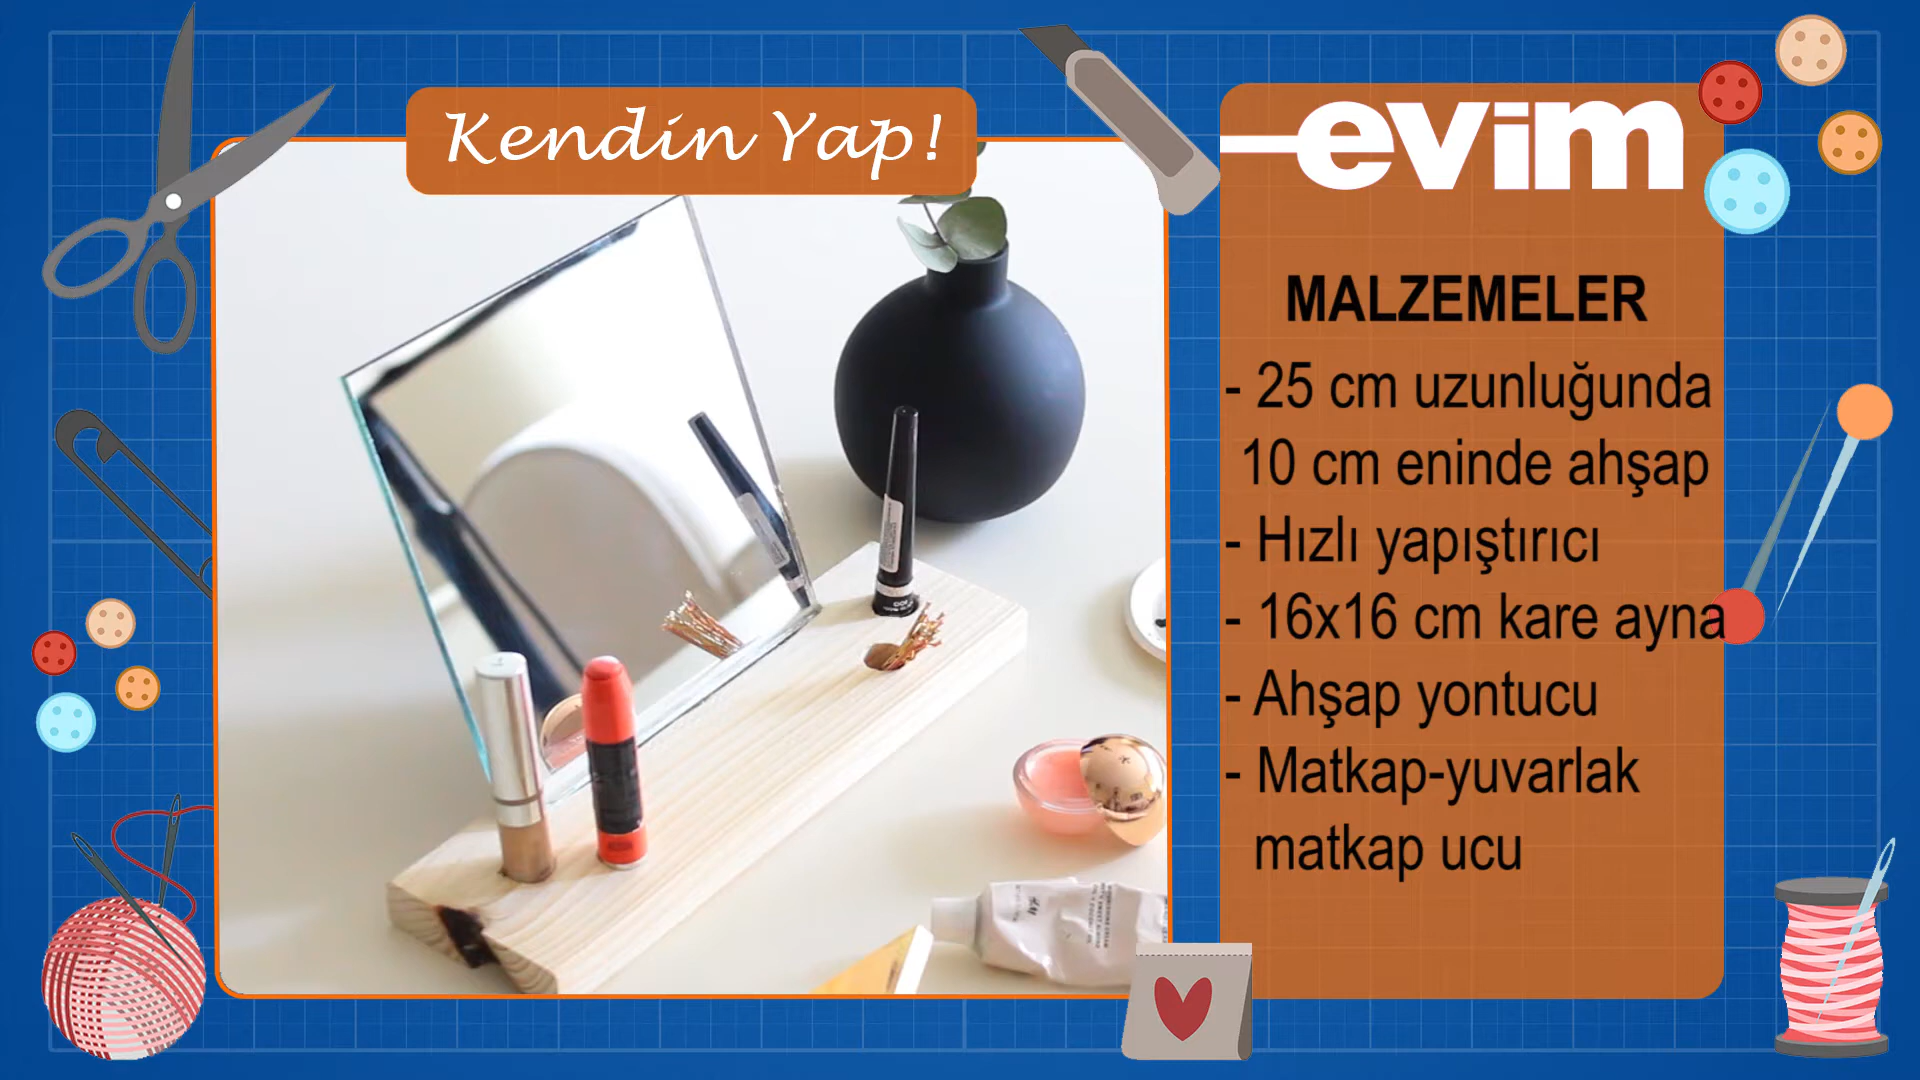 Kendin Yap!
evim
MALZEMELER
- 25 cm uzunluğunda
10 cm eninde ahşap
- Hızlı yapıştırıcı
- 16x16 cm kare ayna
- Ahşap yontucu
- Matkap-yuvarlak
matkap ucu